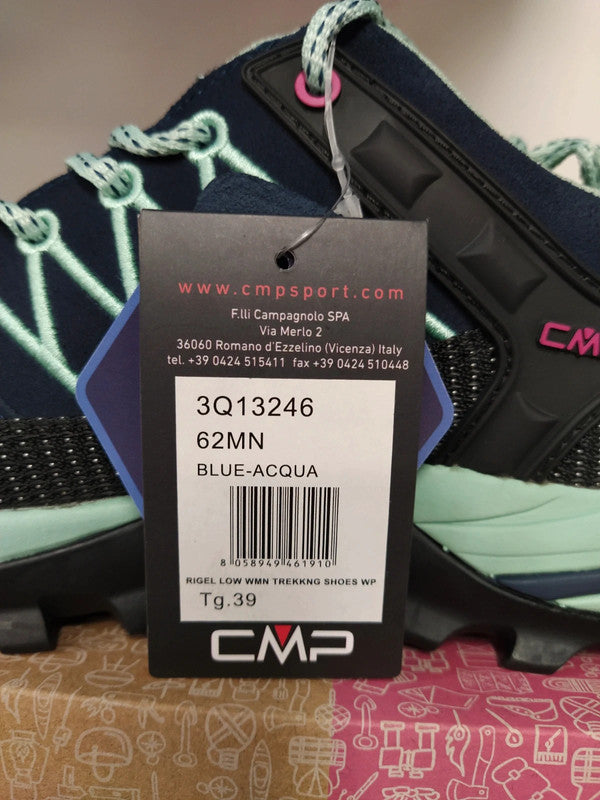 www.cmpsport.com
F.lli Campagnolo SPA
Via Merlo 2
36060 Romano d'Ezzelino (Vicenza) Italy
tel. +39 0424 515411 fax +39 0424 510448
CMP
3Q13246
62MN
BLUE-ACQUA
8 058949 461910
RIGEL LOW WMN TREKKNG SHOES WP
Tg.39
CMP